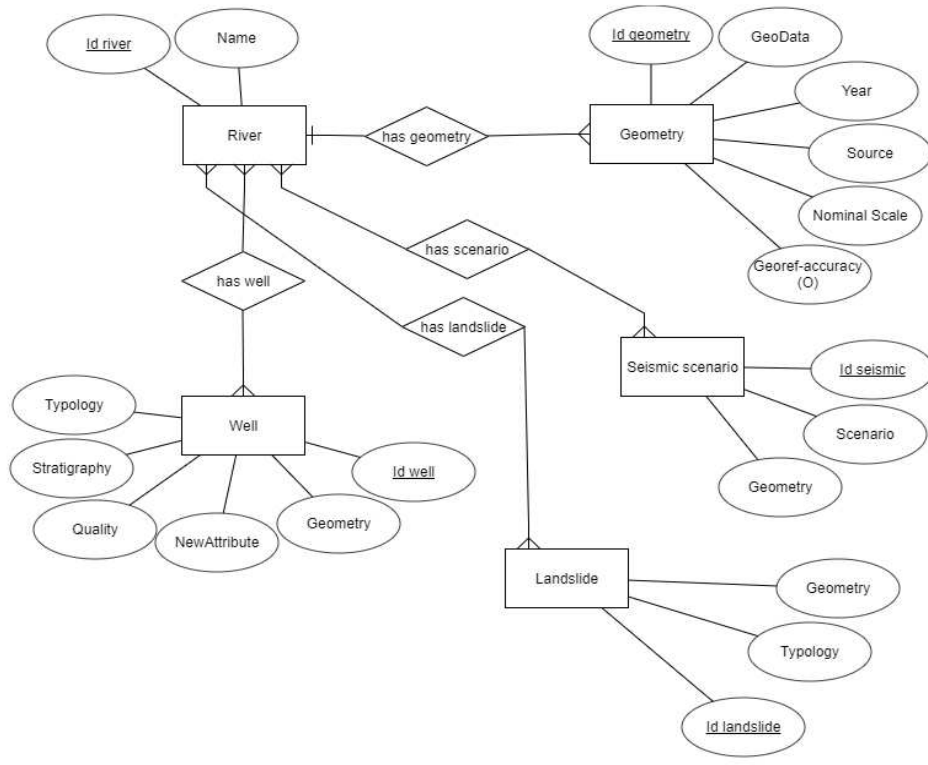 Id river
Name
Id geometry
GeoData
Year
River
has geometry
Geometry
Source
Nominal Scale
has scenario
Georef-accuracy
(O)
has well
has landslide
Seismic scenario
Id seismic
Typology
Well
Scenario
Stratigraphy
Id well
Geometry
Quality
NewAttribute
Geometry
Landslide
Geometry
Typology
Id landslide